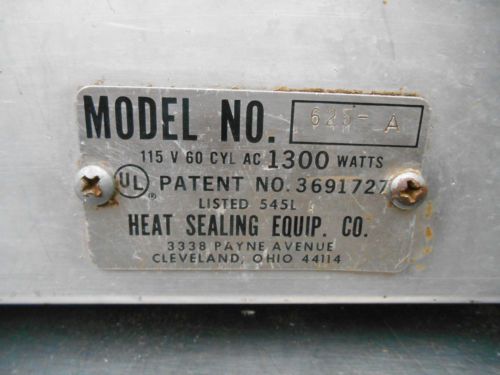 MODEL NO. 625-A
115 V 60 CYL AC 1300 WATTS
UL ® PATENT NO. 3691727
LISTED 545L
HEAT SEALING EQUIP. CO.
3338 PAYNE AVENUE
CLEVELAND, OHIO 44114